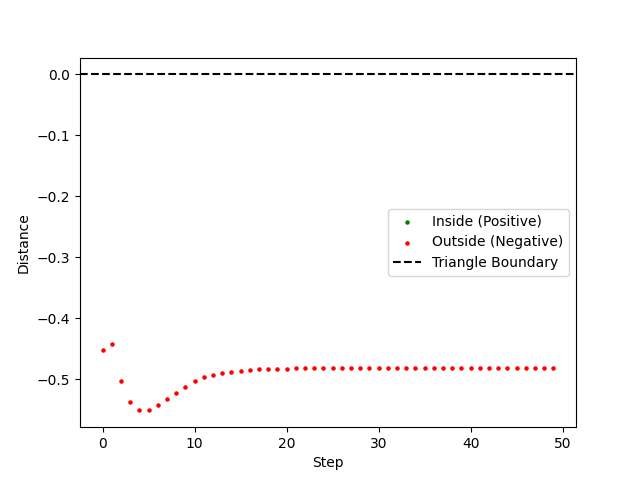 0.0
−0.1
−0.2
−0.3
−0.4
−0.5
Distance
Inside (Positive)
Outside (Negative)
Triangle Boundary
0 10 20 30 40 50
Step